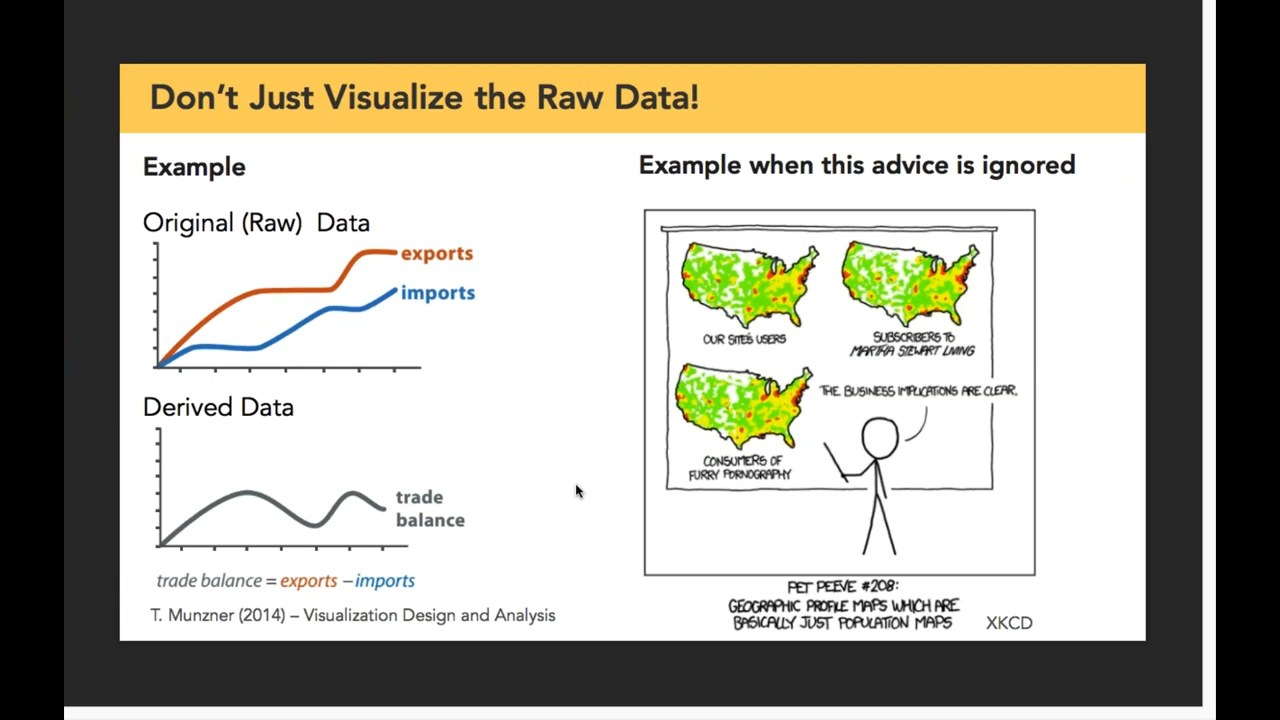 Don't Just Visualize the Raw Data!
Example
Original (Raw) Data
exports
imports
Derived Data
trade
balance
trade balance = exports – imports
T. Munzner (2014) – Visualization Design and Analysis
Example when this advice is ignored
OUR SITE'S USERS
SUBSCRIBERS TO
MARTHA STEWART LIVING
CONSUMERS OF
FURRY PORNOGRAPHY
THE BUSINESS IMPLICATIONS ARE CLEAR.
PET PEEVE #208:
GEOGRAPHIC PROFILE MAPS WHICH ARE
BASICALLY JUST POPULATION MAPS
XKCD